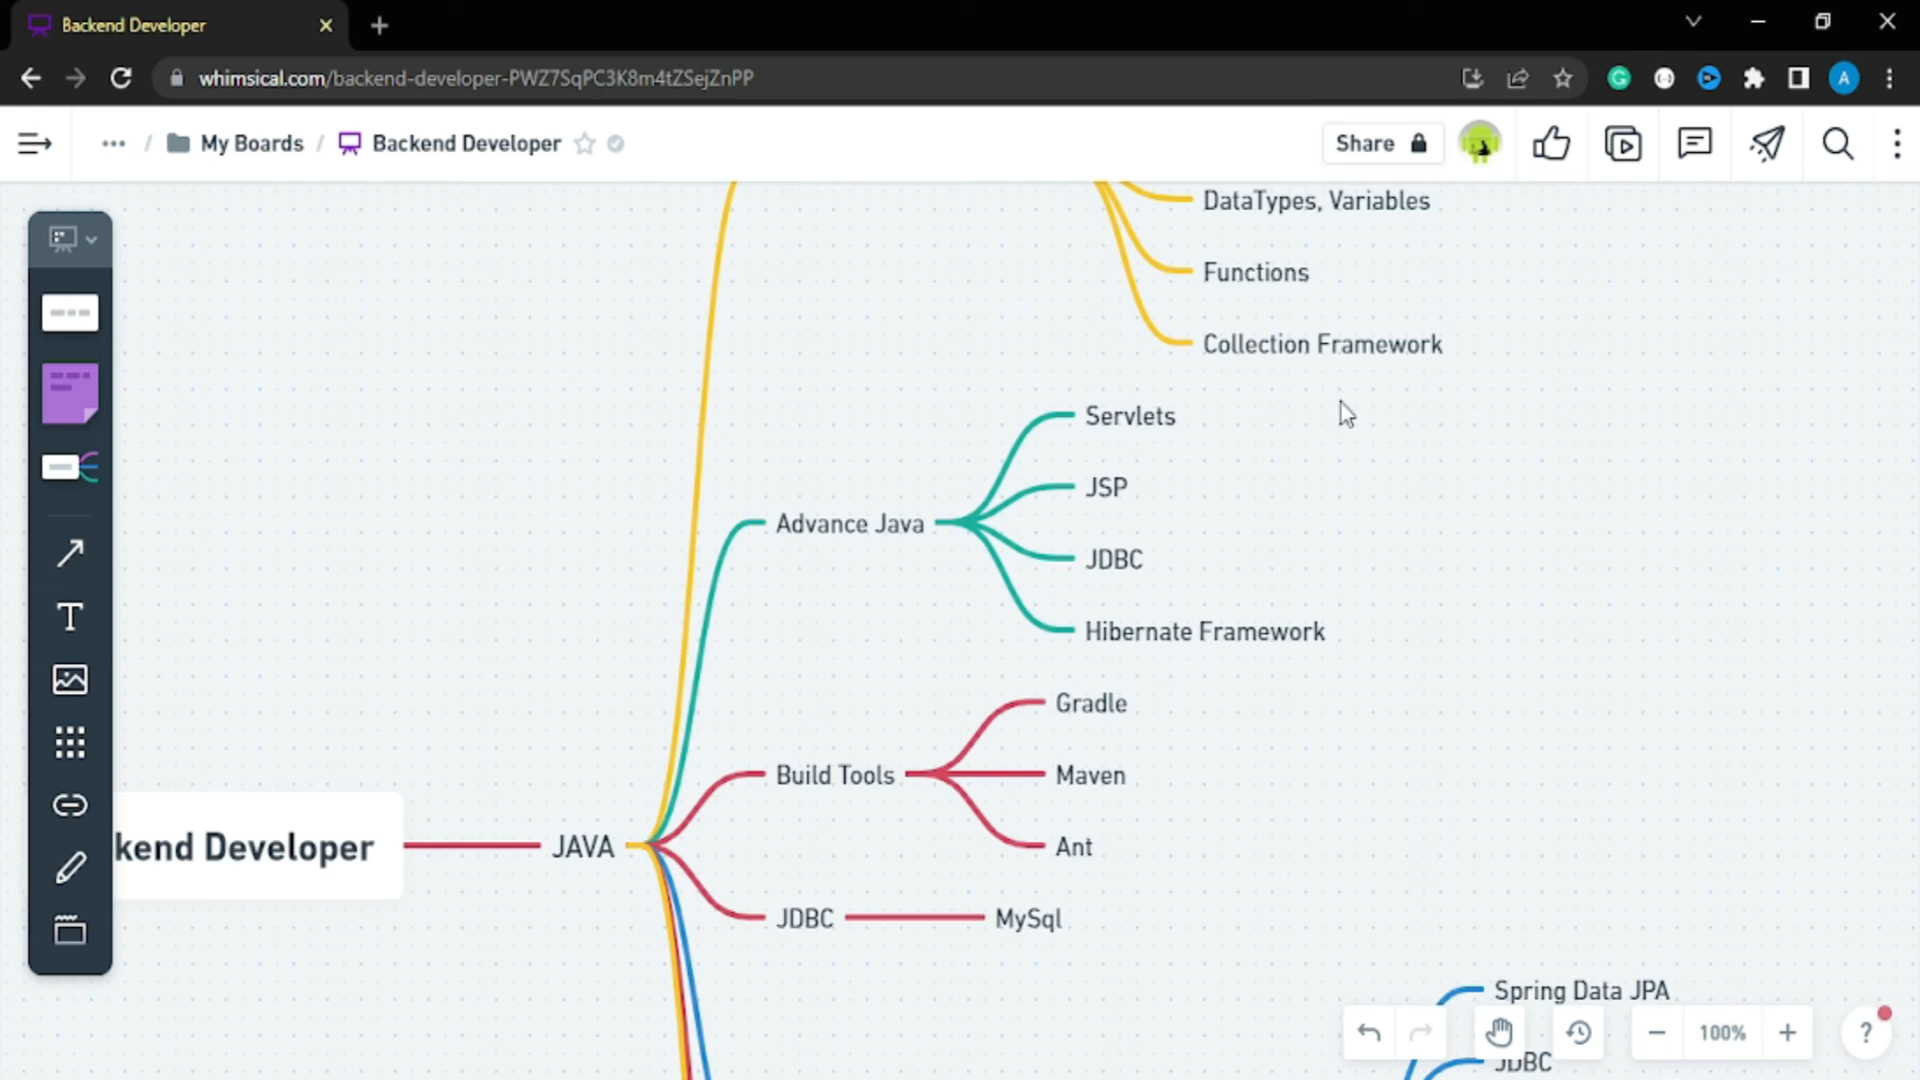 Backend Developer
whimsical.com/backend-developer-PWZ7SqPC3K8m4tZSejZnPP
A
... / My Boards / Backend Developer
Share
DataTypes, Variables
Functions
Collection Framework
Servlets
JSP
Advance Java
JDBC
Hibernate Framework
Gradle
Build Tools
Maven
kend Developer
JAVA
Ant
JDBC
MySql
Spring Data JPA
100%
?
JDBC